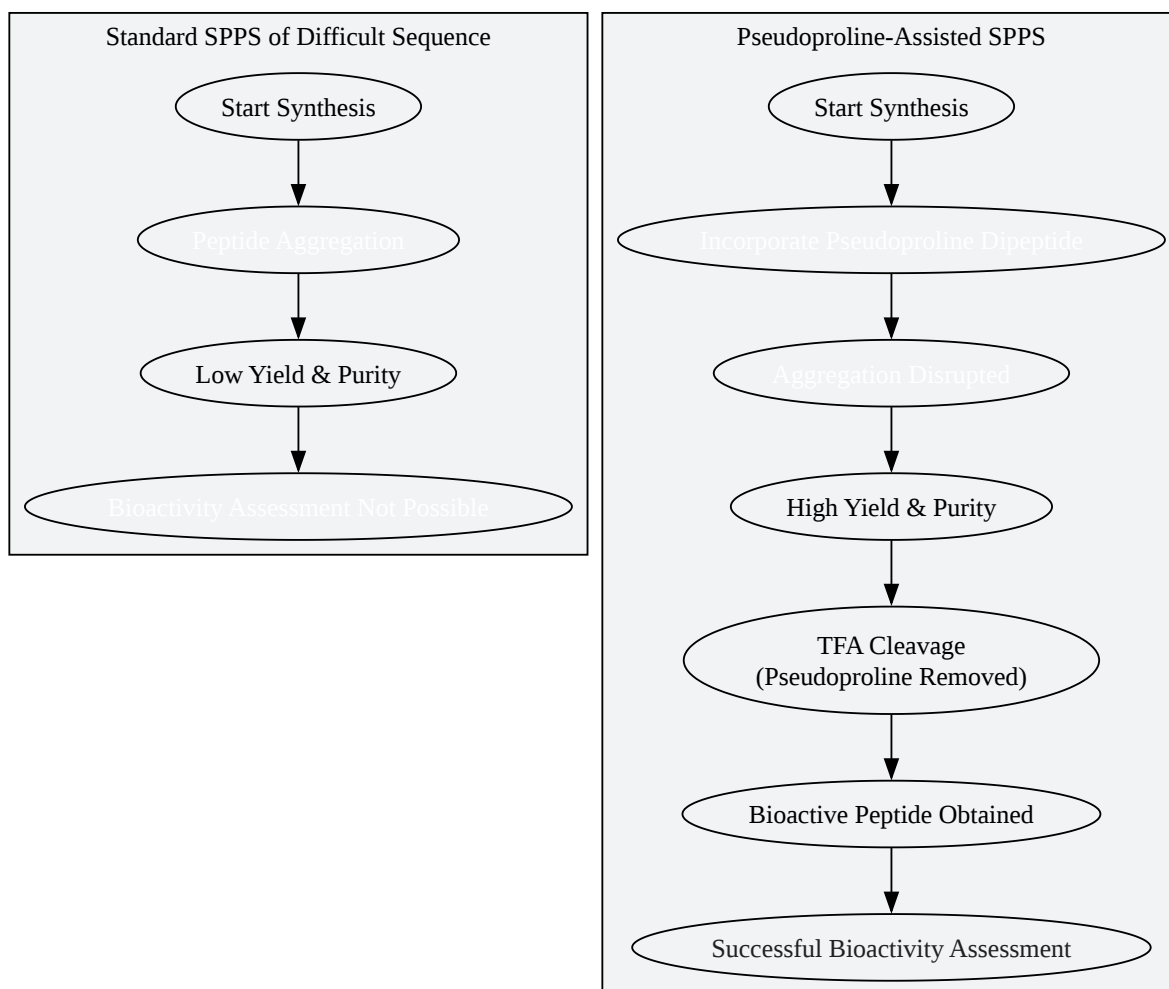 Standard SPPS of Difficult Sequence
Start Synthesis
Peptide Aggregation
Low Yield & Purity
Bioactivity Assessment Not Possible
Pseudoproline-Assisted SPPS
Start Synthesis
Incorporate Pseudoproline Dipeptide
Aggregation Disrupted
High Yield & Purity
TFA Cleavage
(Pseudoproline Removed)
Bioactive Peptide Obtained
Successful Bioactivity Assessment